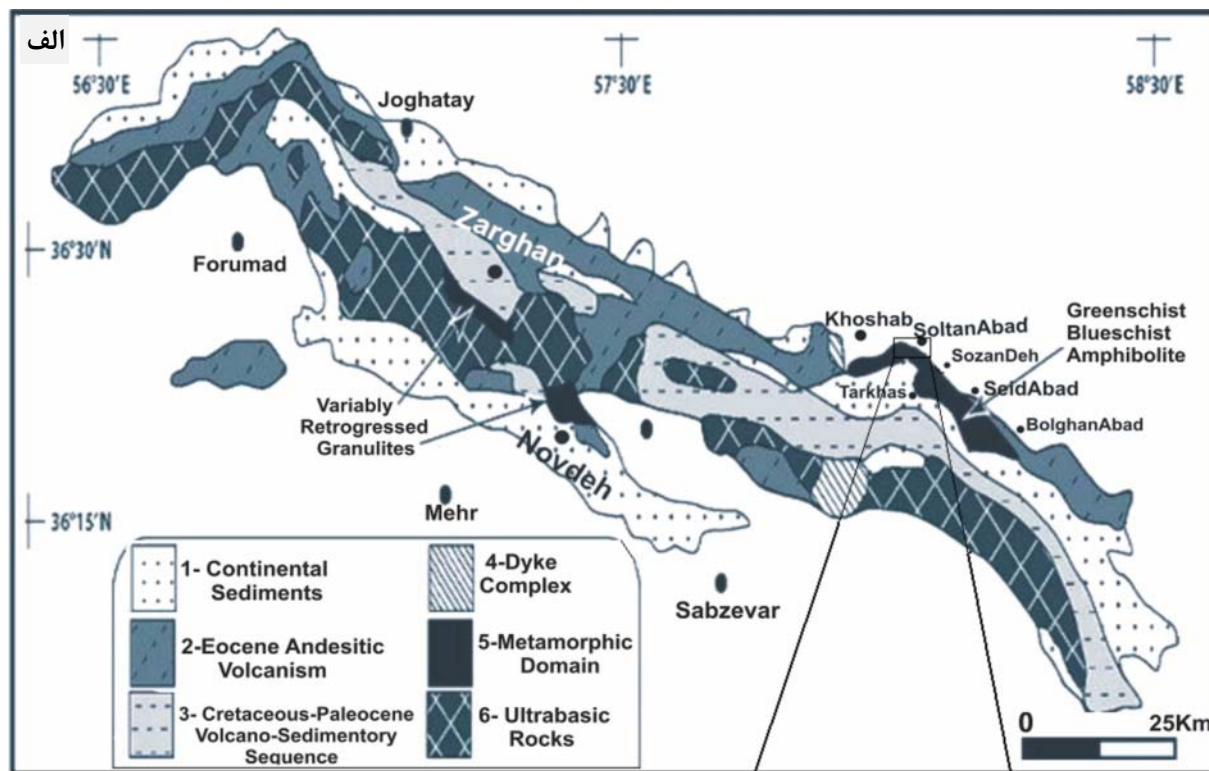 الف
56°30′E
57°30′E
58°30′E
Joghatay
36°30′N
Forumad
Zarghan
Khoshab
SoltanAbad
SozanDeh
Greenschist
Blueschist
Amphibolite
Tarkhas
SeidAbad
BolghanAbad
Variably
Retrogressed
Granulites
Novdeh
36°15′N
Mehr
Sabzevar
1- Continental
Sediments
2-Eocene Andesitic
Volcanism
3- Cretaceous-Paleocene
Volcano-Sedimentory
Sequence
4-Dyke
Complex
5-Metamorphic
Domain
6- Ultrabasic
Rocks
0 25Km